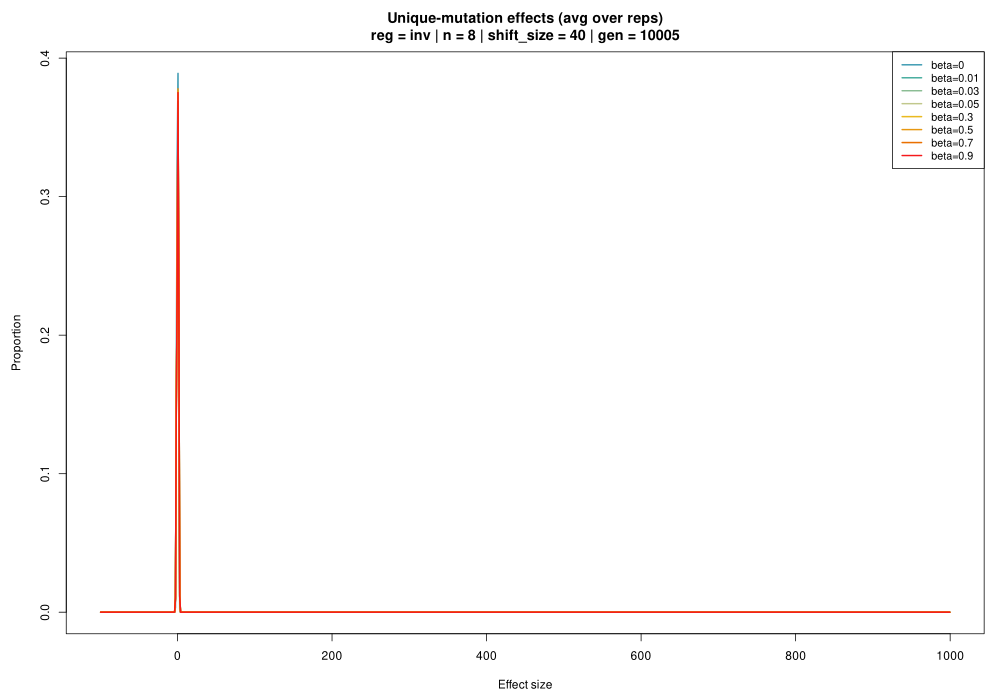 Unique-mutation effects (avg over reps)
reg = inv | n = 8 | shift_size = 40 | gen = 10005
beta=0
beta=0.01
beta=0.03
beta=0.05
beta=0.3
beta=0.5
beta=0.7
beta=0.9
Proportion
0.4
0.3
0.2
0.1
0.0
0
200
400
600
800
1000
Effect size